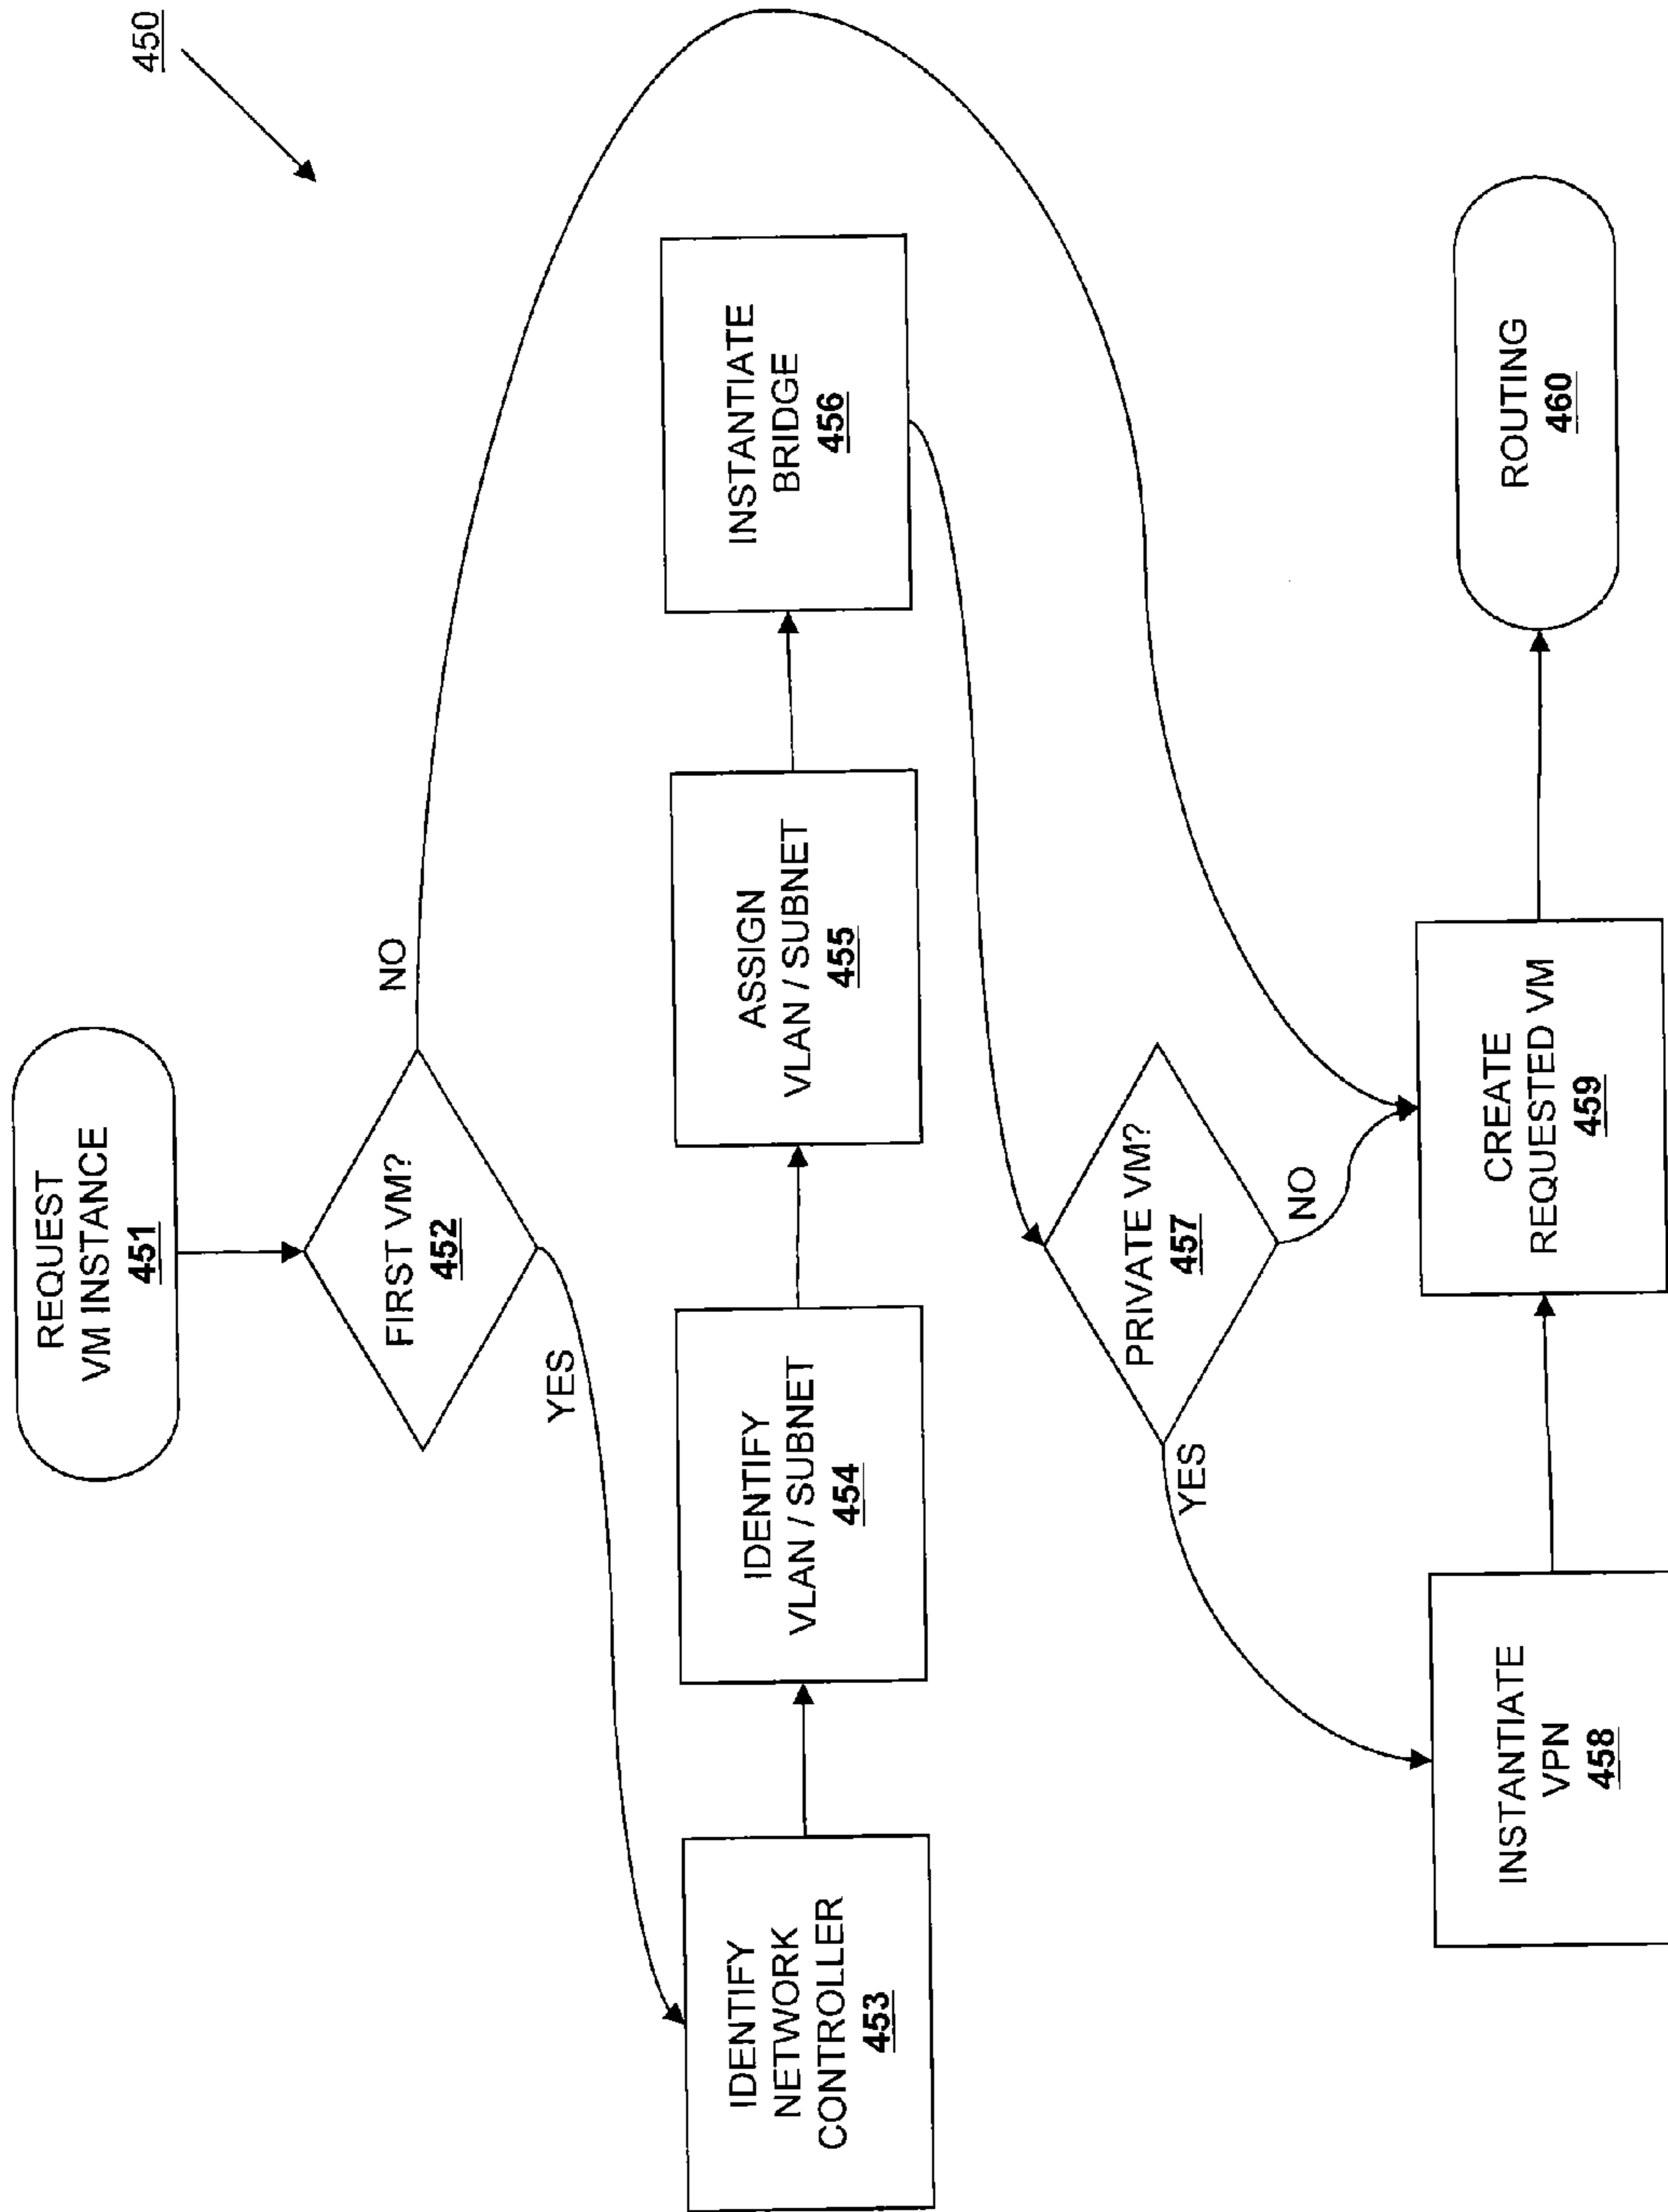 450
REQUEST
VM INSTANCE
451
FIRST VM?
452
NO
YES
IDENTIFY
NETWORK
CONTROLLER
453
IDENTIFY
VLAN / SUBNET
454
ASSIGN
VLAN / SUBNET
455
INSTANTIATE
BRIDGE
456
PRIVATE VM?
457
YES
NO
INSTANTIATE
VPN
458
CREATE
REQUESTED VM
459
ROUTING
460